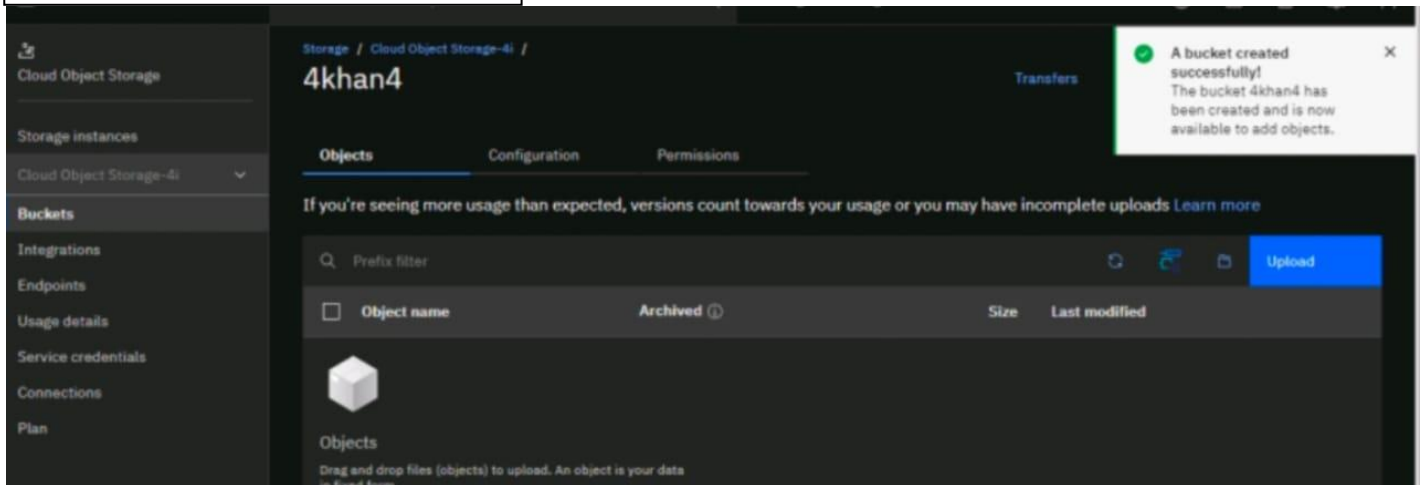 Cloud Object Storage
Storage instances
Cloud Object Storage-4i
Buckets
Integrations
Endpoints
Usage details
Service credentials
Connections
Plan
Storage / Cloud Object Storage-4i /
4khan4
Transfers
A bucket created
successfully!
The bucket 4khan4 has
been created and is now
available to add objects.
Objects Configuration Permissions
If you're seeing more usage than expected, versions count towards your usage or you may have incomplete uploads Learn more
Prefix filter
Upload
Object name Archived Size Last modified
Objects
Drag and drop files (objects) to upload. An object is your data
in fixed form